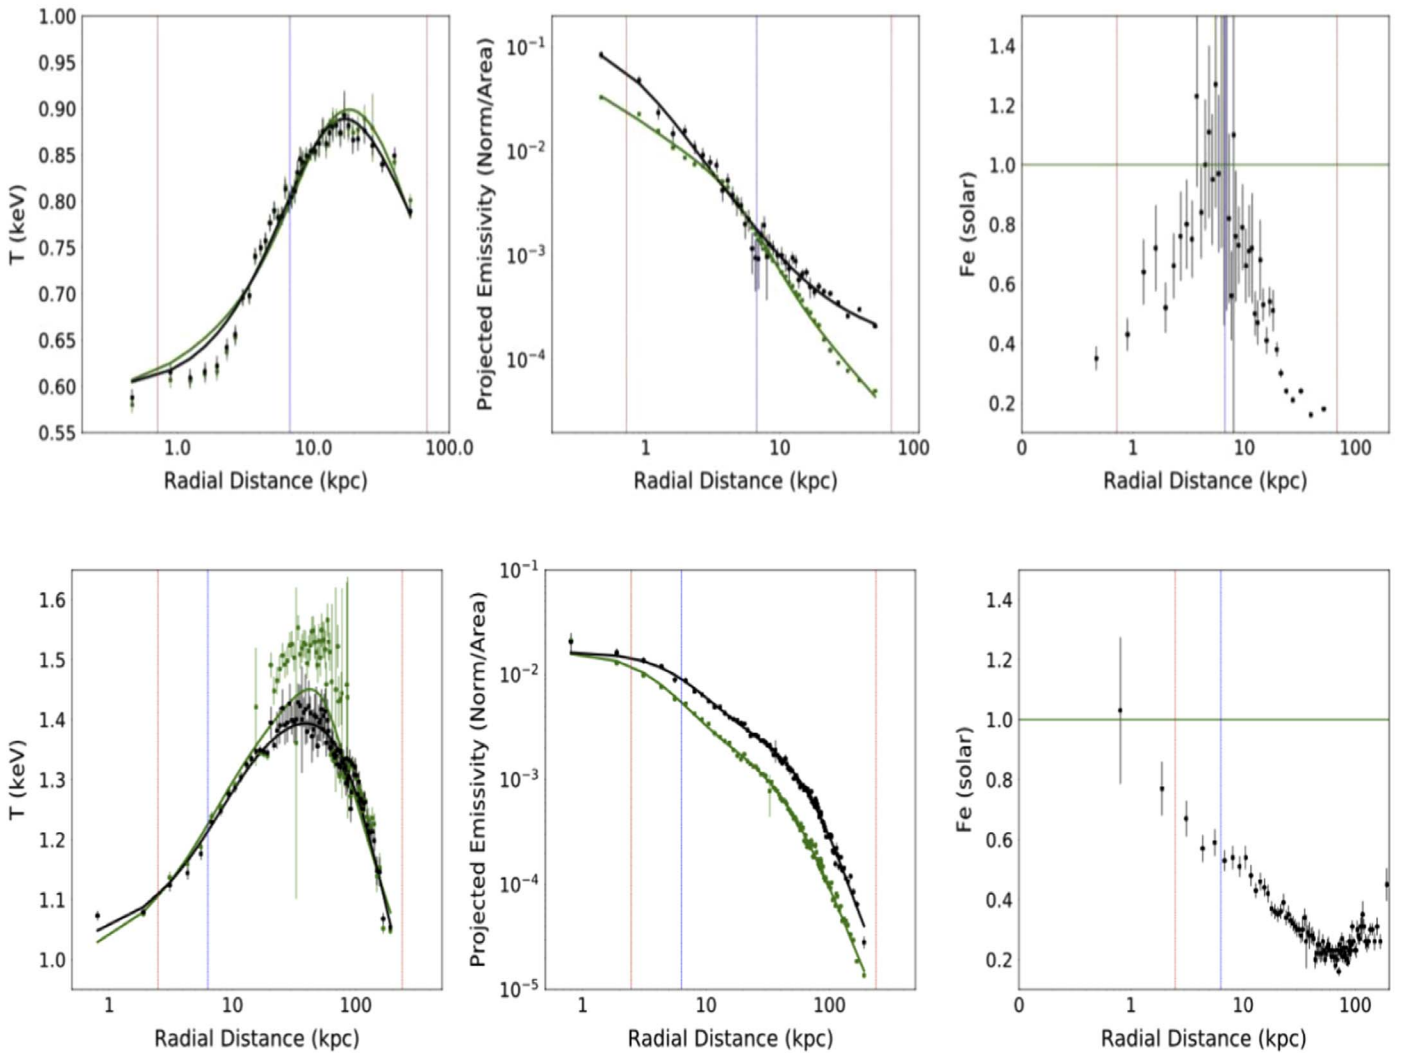 1.00
0.95
0.90
0.85
0.80
0.75
0.70
0.65
0.60
0.55
T (keV)
1.0 10.0 100.0
Radial Distance (kpc)
10⁻¹
10⁻²
10⁻³
10⁻⁴
Projected Emissivity (Norm/Area)
1 10 100
Radial Distance (kpc)
1.4
1.2
1.0
0.8
0.6
0.4
0.2
Fe (solar)
0 1 10 100
Radial Distance (kpc)
1.6
1.5
1.4
1.3
1.2
1.1
1.0
T (keV)
1 10 100
Radial Distance (kpc)
10⁻¹
10⁻²
10⁻³
10⁻⁴
10⁻⁵
Projected Emissivity (Norm/Area)
1 10 100
Radial Distance (kpc)
1.4
1.2
1.0
0.8
0.6
0.4
0.2
Fe (solar)
0 1 10 100
Radial Distance (kpc)